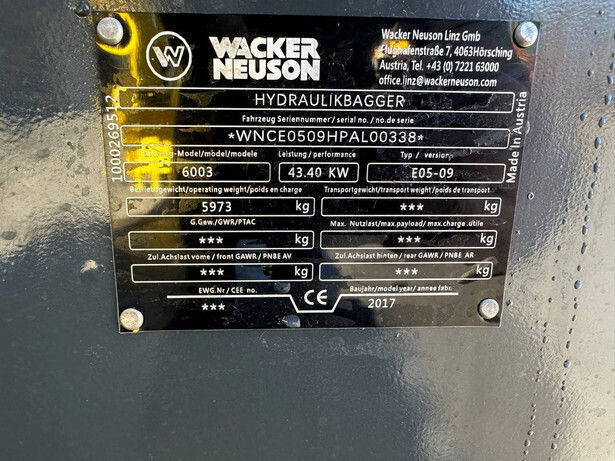 W
WACKER
NEUSON
Wacker Neuson Linz Gmb
Flughafenstraße 7, 4063Hörsching
Austria, Tel. +43 (0) 7221 63000
office.linz@wackerneuson.com
HYDRAULIKBAGGER
Fahrzeug Seriennummer/ serial no./ no.de serie
*WNCE0509HPAL00338*
-Modell/model/modele
Leistung /performance
Typ / version
6003
43.40 KW
E05-09
Betriebsgewicht/operating weight/poids en charge
Transportgewicht/transport weight/poids de transport
5973 kg
kg
G.Gew./GWR/PTAC
Max. Nutzlast/max.payload/ max.charge utile
*** kg
*** kg
Zul.Achslast vorne / front GAWR / PNBE AV
Zul.Achslast hinten / rear GAWR / PNBE AR
*** kg
*** kg
EWG.Nr / CEE no.
***
CE
Baujahr/model year/ annee fabr.
2017
1000269512
Made in Austria